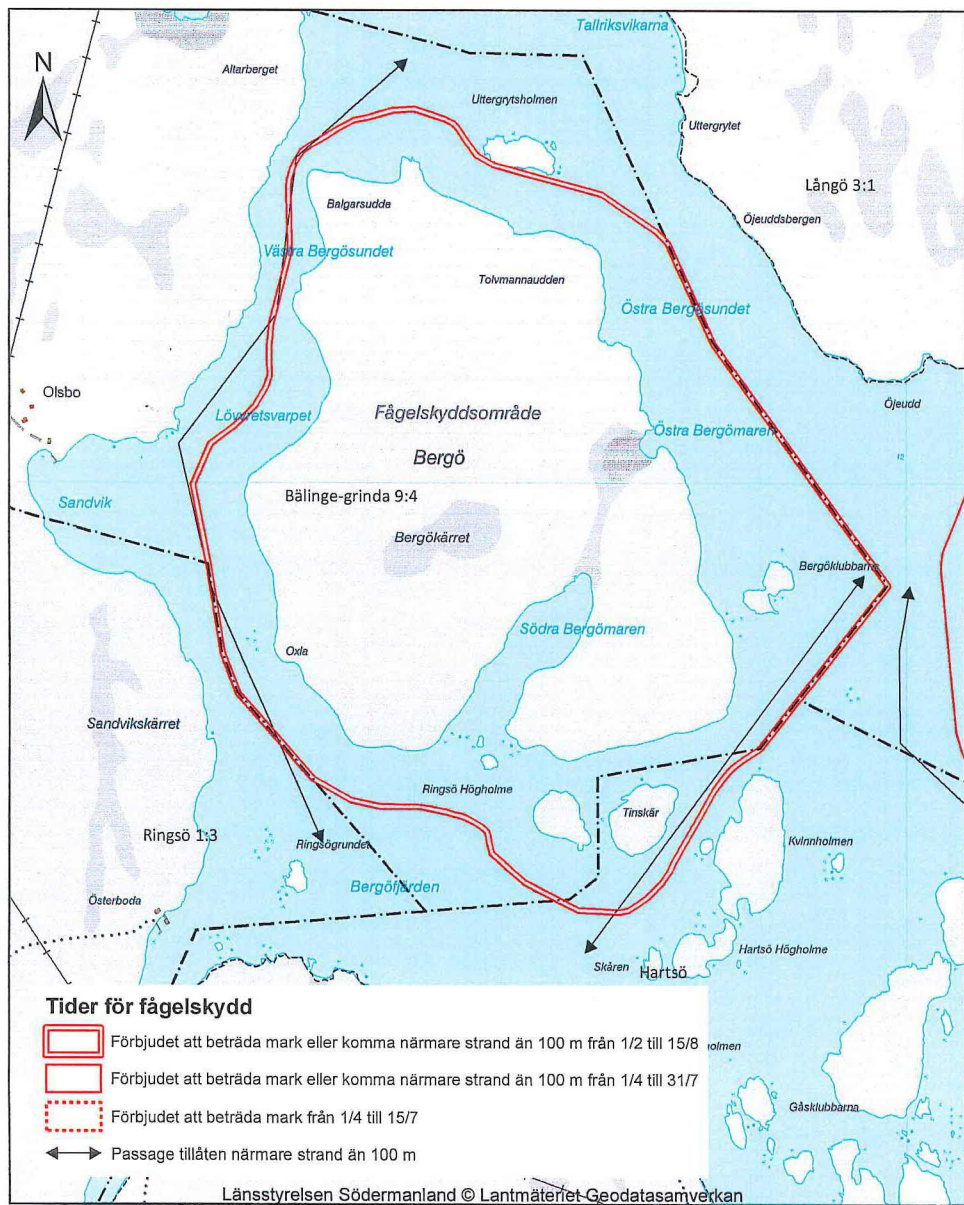 Tallriksvikarna
N
Altarberget
Uttergrytsholmen
Uttergrytet
Långö 3:1
Balgarsudde
Öjeuddsbergen
Västra Bergösundet
Tolvmannaudden
Östra Bergösundet
Olsbo
Öjeudd
Lövöretsvarpet
Fågelskyddsområde
Östra Bergömaren
Bergö
12
Bälinge-grinda 9:4
Sandvik
Bergökärret
Bergöklubbarna
Södra Bergömaren
Oxla
Sandvikskärret
Ringsö Högholme
Tinskär
Ringsö 1:3
Ringsögrundet
Kvinnholmen
Bergöfjärden
Österboda
Hartsö Högholme
Skåren
Hartsö
Tider för fågelskydd
Förbjudet att beträda mark eller komma närmare strand än 100 m från 1/2 till 15/8
holmen
Förbjudet att beträda mark eller komma närmare strand än 100 m från 1/4 till 31/7
Förbjudet att beträda mark från 1/4 till 15/7
Gåsklubbarna
Passage tillåten närmare strand än 100 m
Länsstyrelsen Södermanland © Lantmäteriet Geodatasamverkan